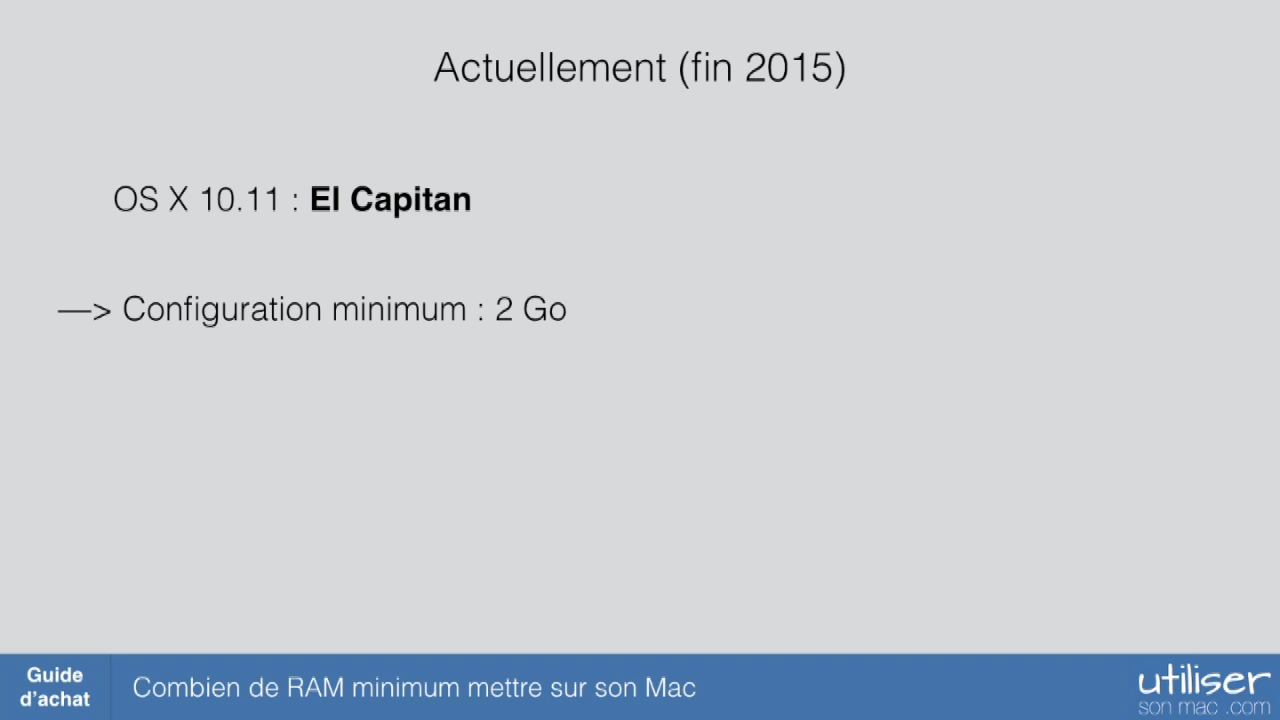 Actuellement (fin 2015)
OS X 10.11 : El Capitan
—> Configuration minimum : 2 Go
Guide
d'achat
Combien de RAM minimum mettre sur son Mac
utiliser
son mac .com